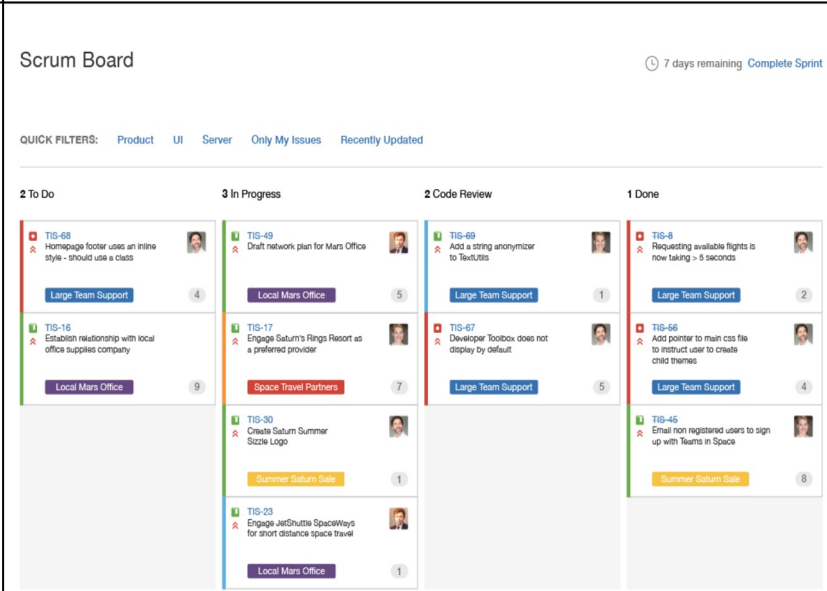 Scrum Board
7 days remaining Complete Sprint
QUICK FILTERS: Product UI Server Only My Issues Recently Updated
2 To Do
TIS-68
Homepage footer uses an inline
style - should use a class
Large Team Support 4
TIS-16
Establish relationship with local
office supplies company
Local Mars Office 9
3 In Progress
TIS-49
Draft network plan for Mars Office
Local Mars Office 5
TIS-17
Engage Saturn's Rings Resort as
a preferred provider
Space Travel Partners 7
TIS-30
Create Saturn Summer
Sizzle Logo
Summer Saturn Sale 1
TIS-23
Engage JetShuttle SpaceWays
for short distance space travel
Local Mars Office 1
2 Code Review
TIS-69
Add a string anonymizer
to TextUtils
Large Team Support 1
TIS-67
Developer Toolbox does not
display by default
Large Team Support 5
1 Done
TIS-8
Requesting available flights is
now taking > 5 seconds
Large Team Support 2
TIS-56
Add pointer to main css file
to instruct user to create
child themes
Large Team Support 4
TIS-45
Email non registered users to sign
up with Teams in Space
Summer Saturn Sale 8